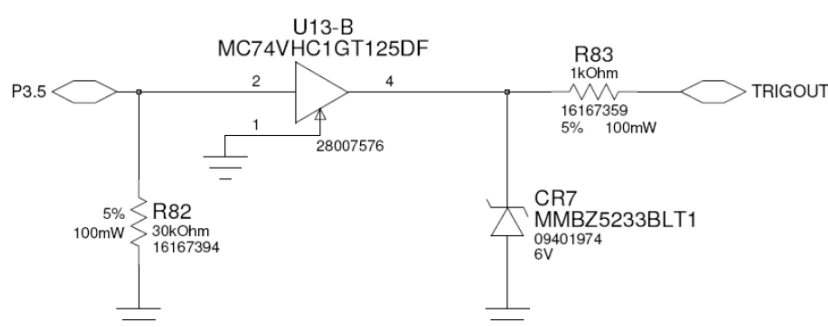 U13-B
MC74VHC1GT125DF
P3.5
2
4
1
28007576
R83
1kOhm
16167359
5% 100mW
TRIGOUT
5%
100mW
R82
30kOhm
16167394
CR7
MMBZ5233BLT1
09401974
6V